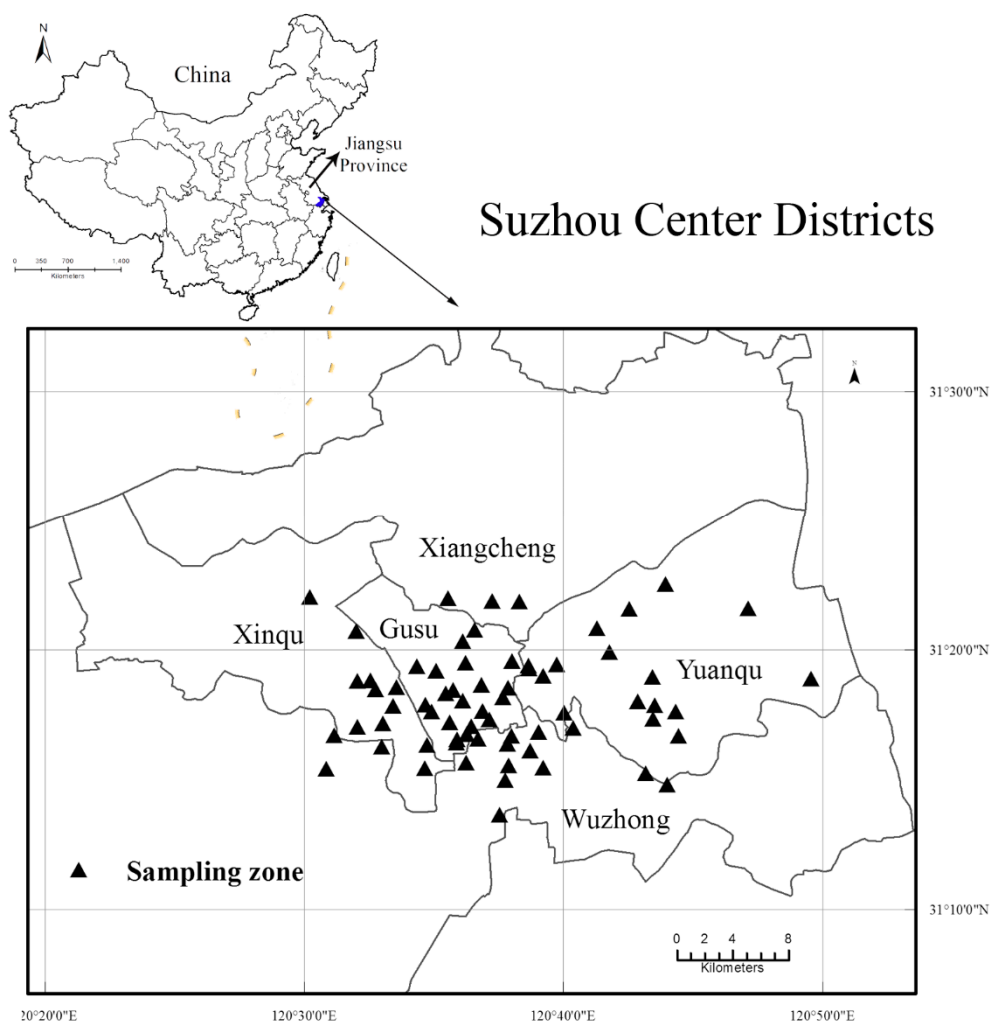 N
China
Jiangsu
Province
0 350 700 1,400
Kilometers
Suzhou Center Districts
N
31°30'0"N
Xiangcheng
Xinqu
Gusu
31°20'0"N
Yuanqu
Wuzhong
Sampling zone
31°10'0"N
0 2 4 8
Kilometers
120°20'0"E
120°30'0"E
120°40'0"E
120°50'0"E